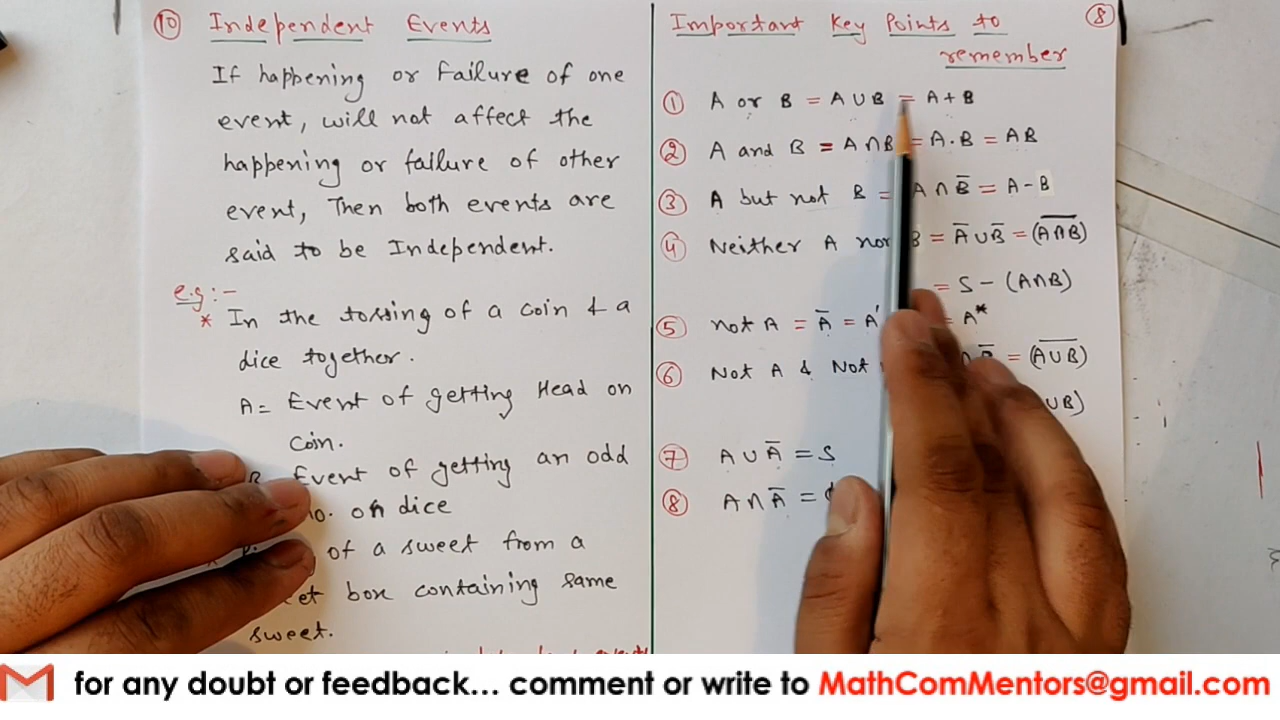 ⑩ Independent Events
If happening or Failure of one
event, will not affect the
happening or failure of other
event, Then both events are
said to be Independent.
e.g:-
* In the tossing of a coin & a
dice together.
A = Event of getting Head on
Coin.
Event of getting an odd
no. on dice
of a sweet from a
box containing same
sweet.
⑧
Important Key Points to
remember
① A or B = A ∪ B = A + B
② A and B = A ∩ B = A . B = AB
③ A but not B = A ∩ B̅ = A - B
④ Neither A nor B = A̅ ∪ B̅ = (A∩B)̅
= S - (A∩B)
⑤ not A = A̅ = A' = A*
⑥ Not A & Not ∩ B̅ = (A∪B)̅
∪B)
⑦ A ∪ A̅ = S
⑧ A ∩ A̅ =
for any doubt or feedback... comment or write to MathComMentors@gmail.com